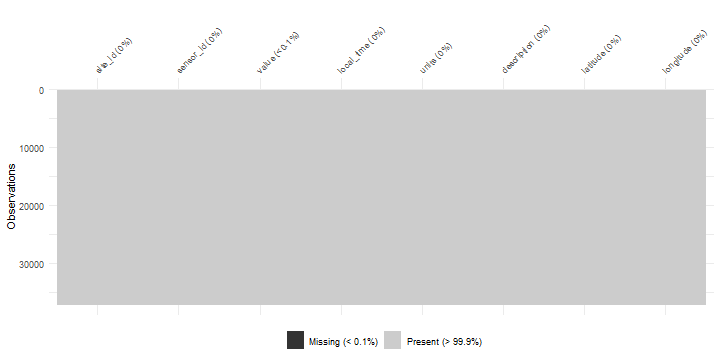 site_id (0%)
sensor_id (0%)
value (< 0.1%)
local_time (0%)
units (0%)
description (0%)
latitude (0%)
longitude (0%)
0
10000
20000
30000
Observations
Missing (< 0.1%)
Present (> 99.9%)